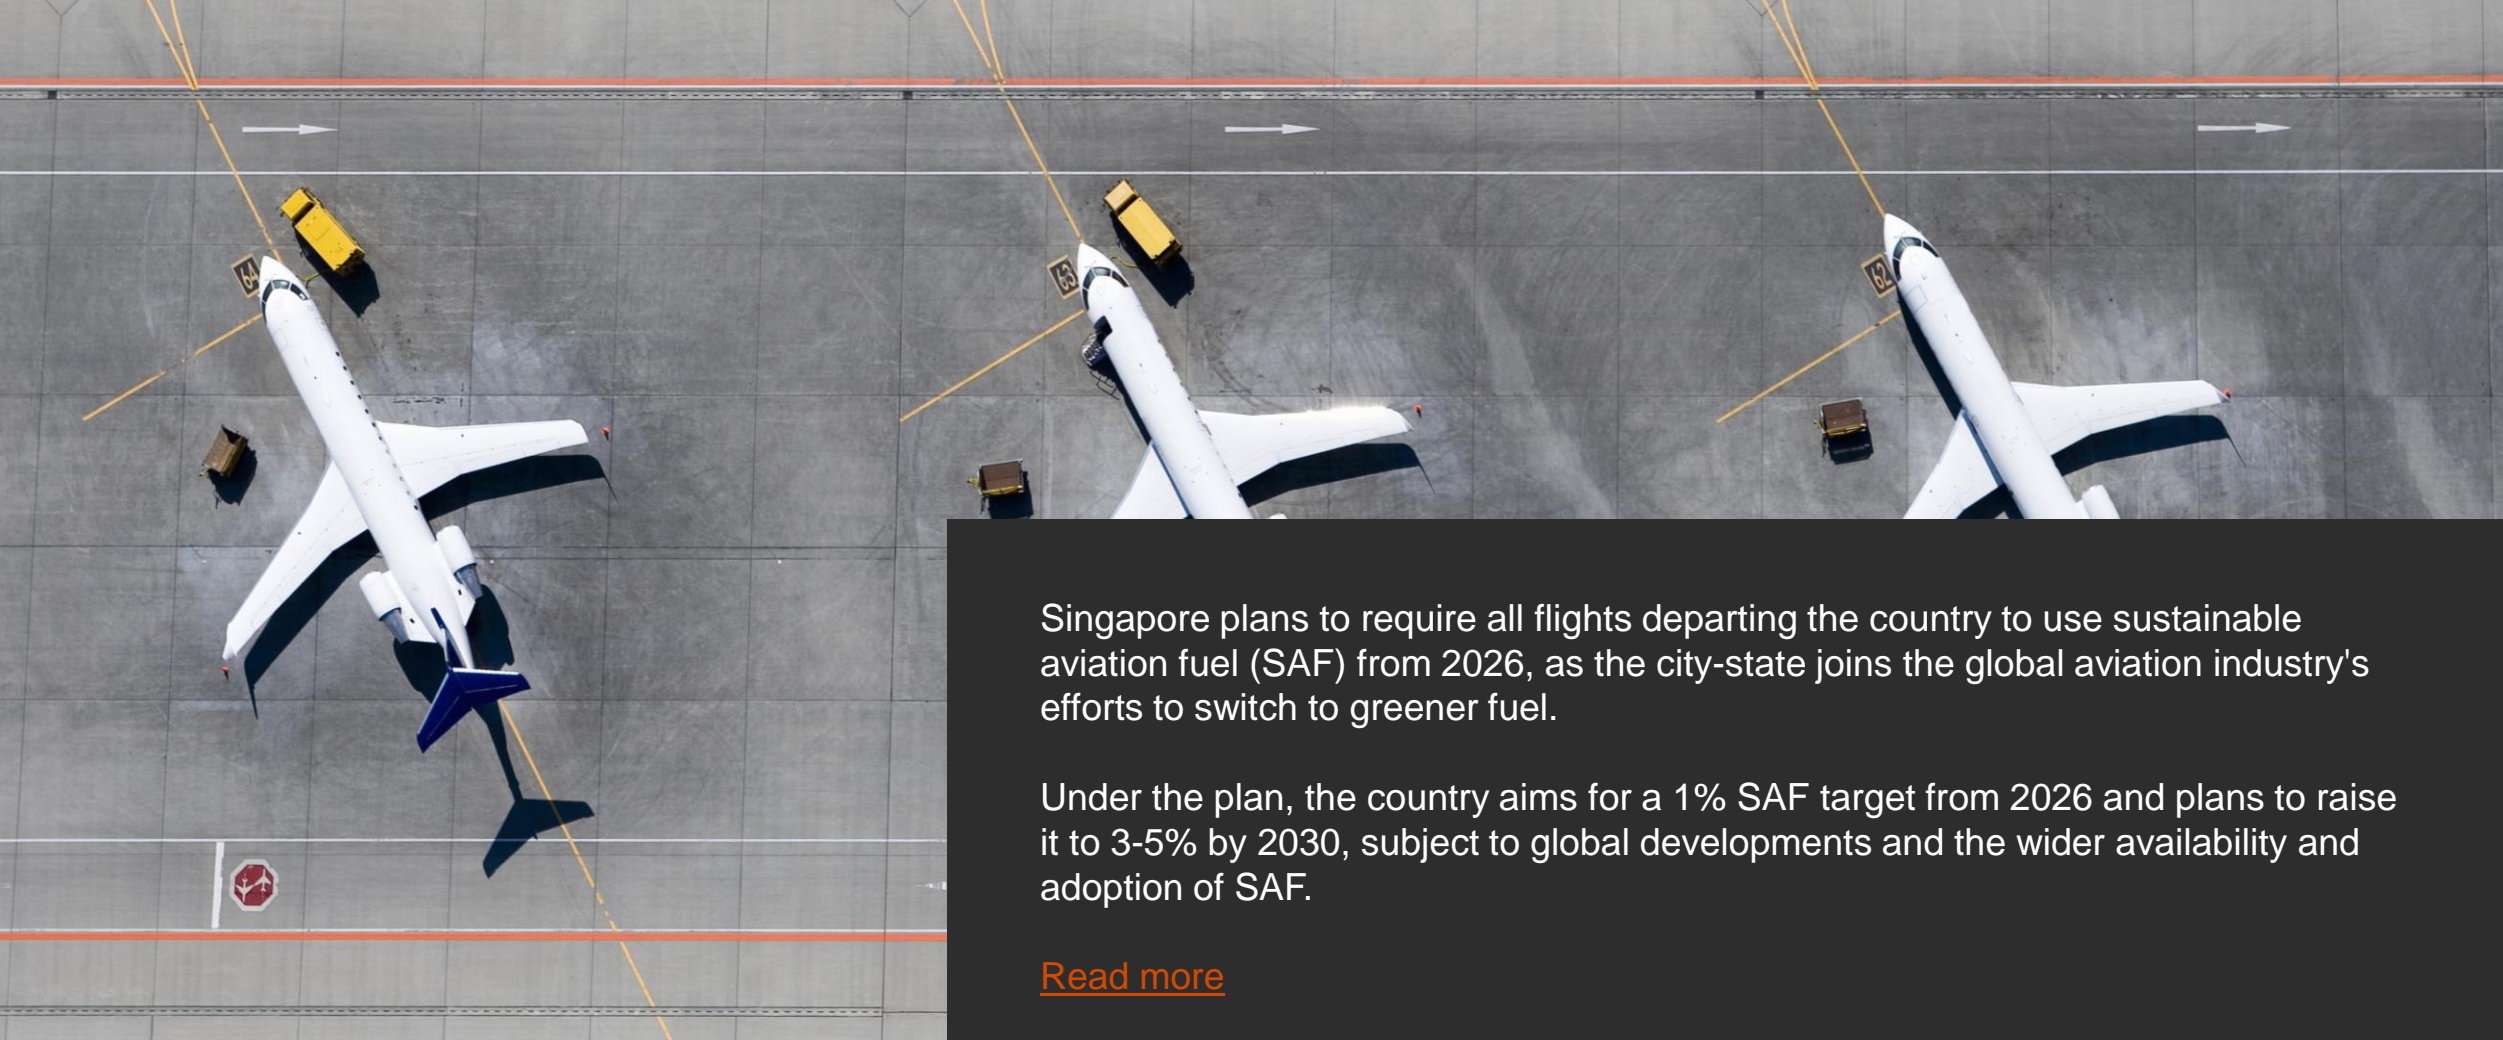 64
63
62
Singapore plans to require all flights departing the country to use sustainable
aviation fuel (SAF) from 2026, as the city-state joins the global aviation industry's
efforts to switch to greener fuel.
Under the plan, the country aims for a 1% SAF target from 2026 and plans to raise
it to 3-5% by 2030, subject to global developments and the wider availability and
adoption of SAF.
Read more